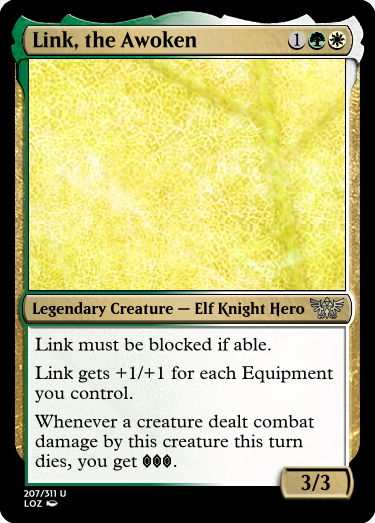 Link, the Awoken 1
Legendary Creature — Elf Knight Hero
Link must be blocked if able.
Link gets +1/+1 for each Equipment
you control.
Whenever a creature dealt combat
damage by this creature this turn
dies, you get .
3/3
207/311 U
LOZ